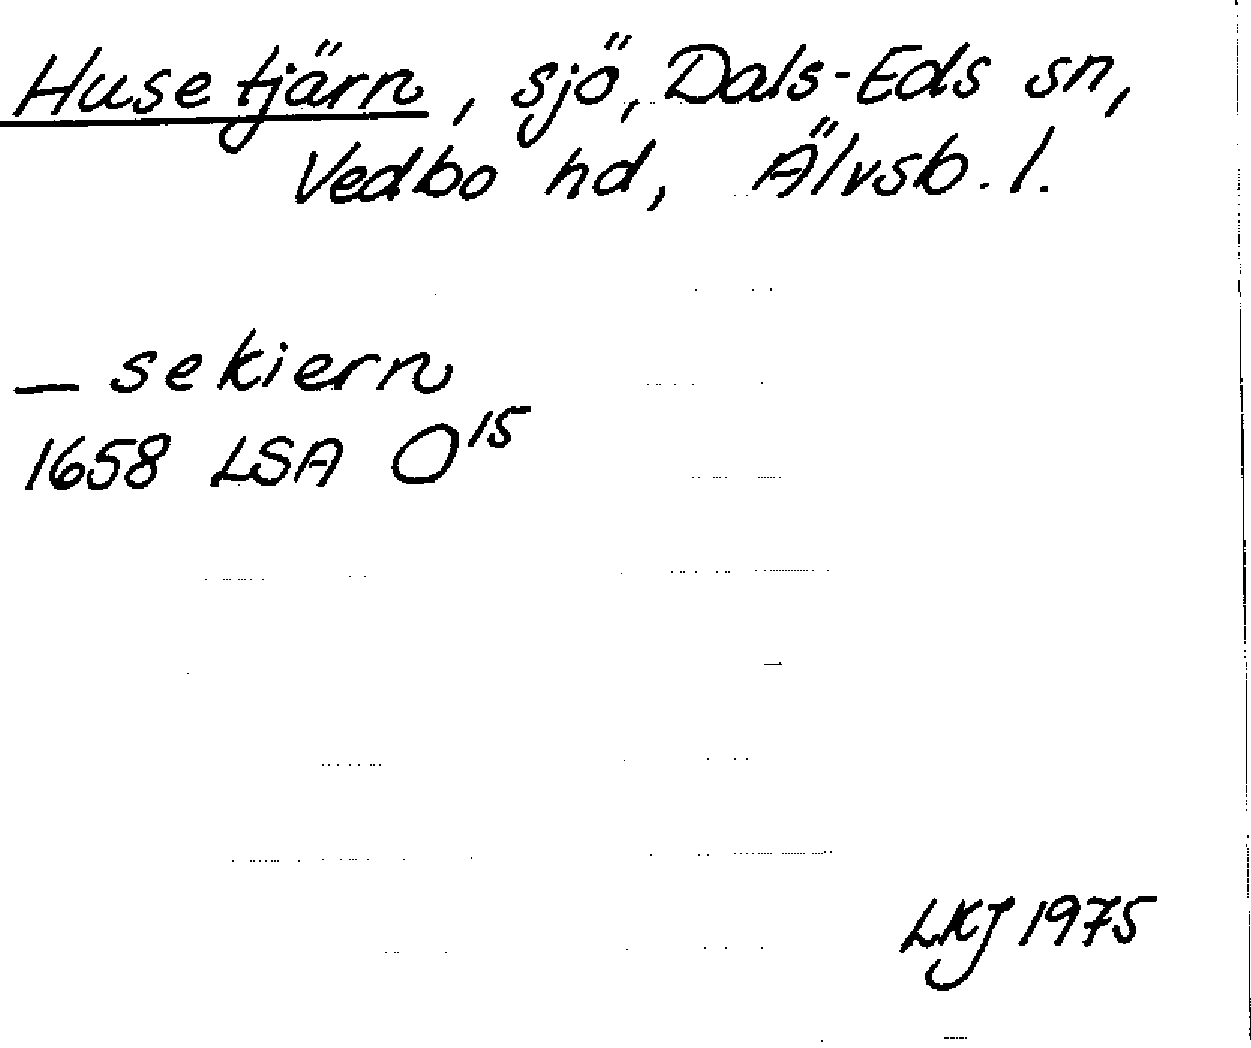 Husetjärn, sjö, Dals-Eds sn,
Vedbo hd, Älvsb. l.
— sekiern
1658 LSA O¹⁵
LKJ 1975